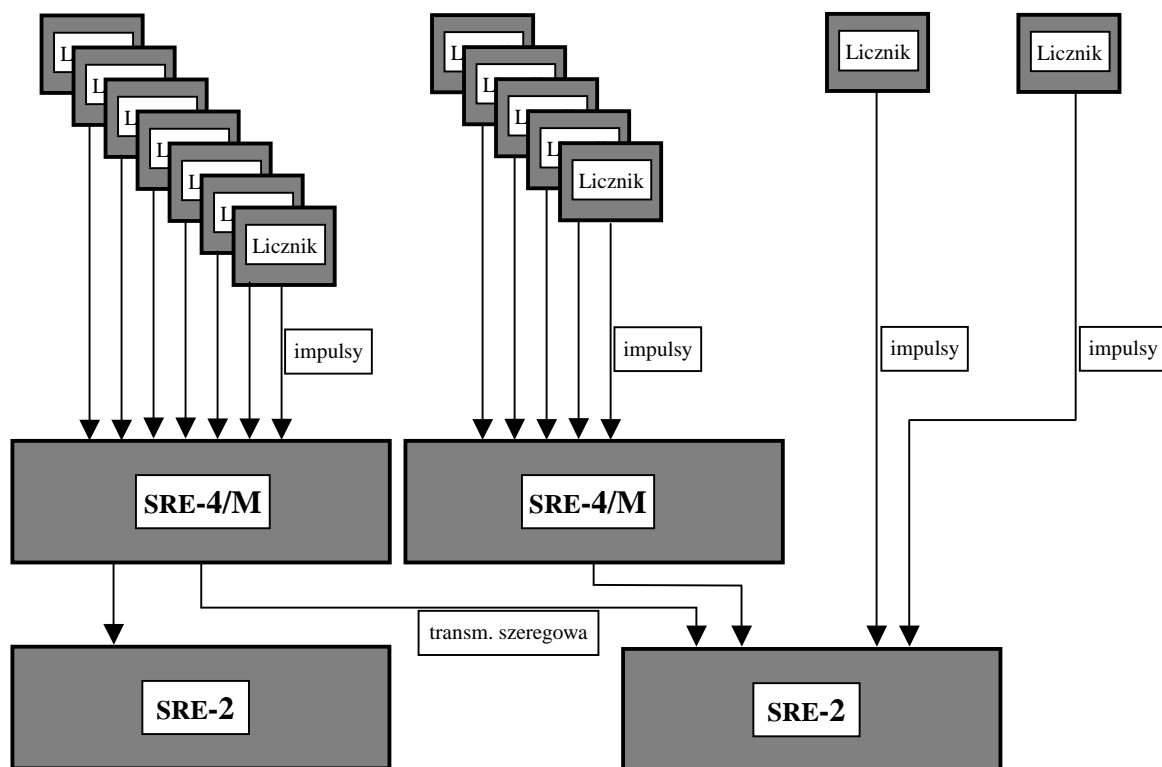 Licznik
Licznik
Licznik
Licznik
impulsy
impulsy
impulsy
impulsy
SRE-4/M
SRE-4/M
transm. szeregowa
SRE-2
SRE-2